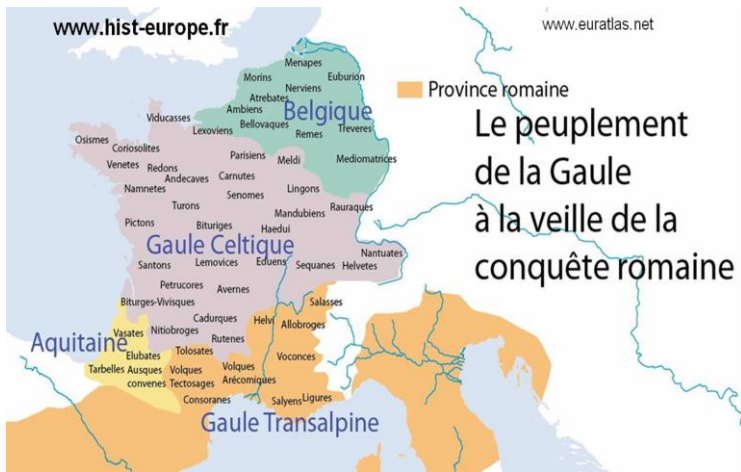 www.hist-europe.fr
www.euratlas.net
Province romaine
Le peuplement
de la Gaule
à la veille de la
conquête romaine
Menapes
Morins
Euburion
Nerviens
Atrebates
Ambiens
Belgique
Viducasses
Bellovaques
Lexoviens
Remes
Treveres
Osismes
Coriosolites
Parisiens
Meldi
Mediomatrices
Venetes
Redons
Andecaves
Carnutes
Namnetes
Senomes
Lingons
Turons
Mandubiens
Rauraques
Pictons
Bituriges
Haedui
Gaule Celtique
Nantuates
Santons
Lemovices
Eduens
Sequanes
Helvetes
Petrucores
Avernes
Biturges-Vivisques
Salasses
Cadurques
Helvi
Allobroges
Vasates
Nitiobroges
Rutenes
Aquitaine
Elubates
Tolosates
Voconces
Tarbelles
Ausques
convenes
Volques
Tectosages
Volques
Arécomiques
Consoranes
Salyens
Ligures
Gaule Transalpine